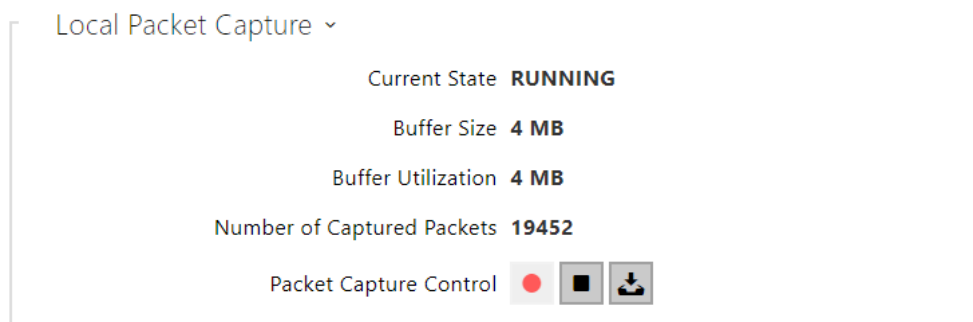 Local Packet Capture
Current State RUNNING
Buffer Size 4 MB
Buffer Utilization 4 MB
Number of Captured Packets 19452
Packet Capture Control